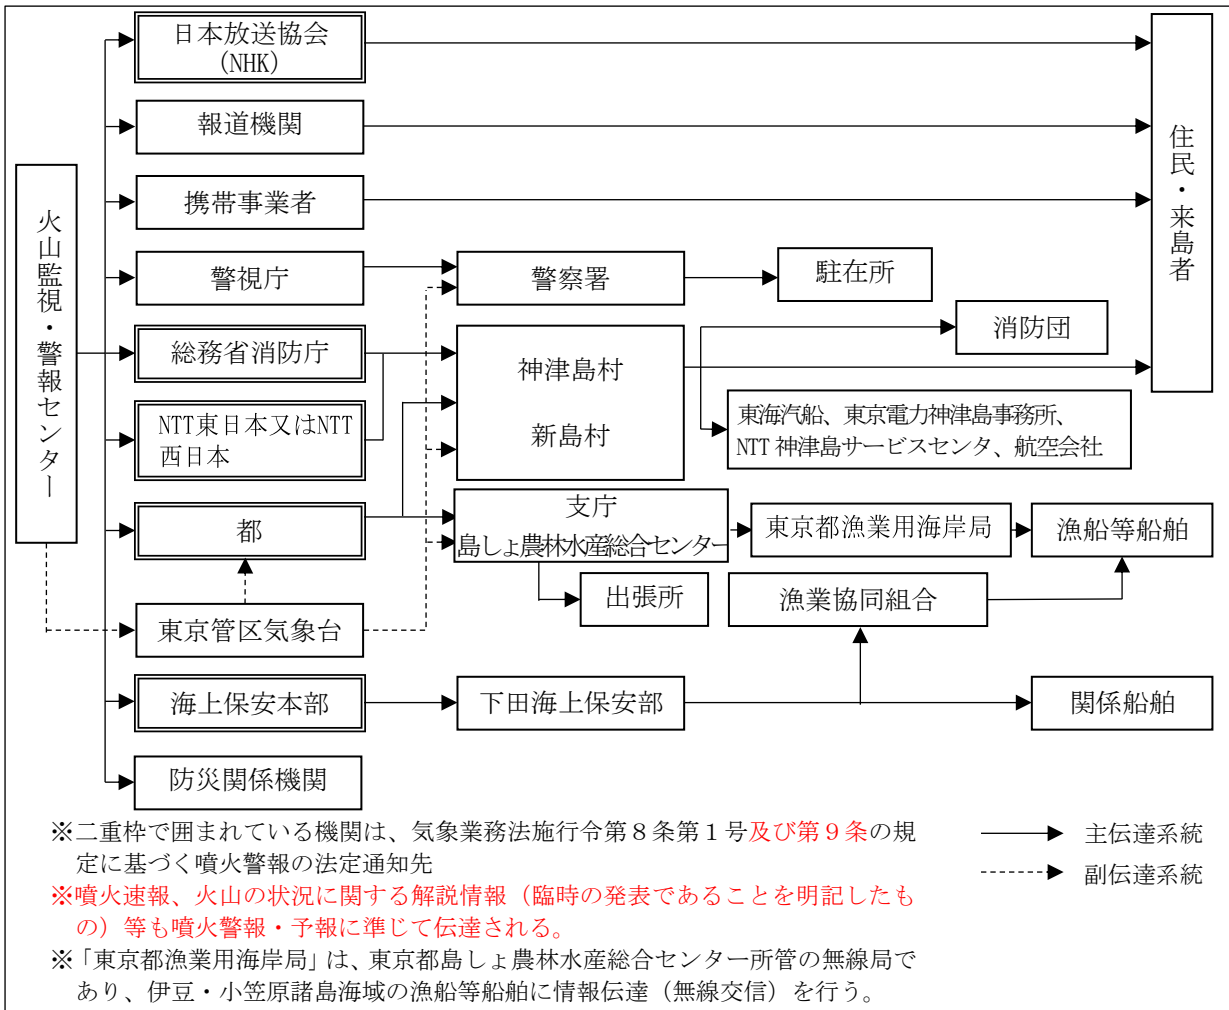 日本放送協会
(NHK)
報道機関
携帯事業者
警視庁
総務省消防庁
NTT東日本又はNTT
西日本
都
東京管区気象台
海上保安本部
防災関係機関
火山監視・警報センター
警察署
駐在所
神津島村
新島村
消防団
東海汽船、東京電力神津島事務所、
NTT 神津島サービスセンタ、航空会社
住民・来島者
支庁
島しょ農林水産総合センター
東京都漁業用海岸局
漁船等船舶
出張所
漁業協同組合
下田海上保安部
関係船舶
※二重枠で囲まれている機関は、気象業務法施行令第8条第1号及び第9条の規
定に基づく噴火警報の法定通知先
※噴火速報、火山の状況に関する解説情報（臨時の発表であることを明記したも
の）等も噴火警報・予報に準じて伝達される。
※「東京都漁業用海岸局」は、東京都島しょ農林水産総合センター所管の無線局で
あり、伊豆・小笠原諸島海域の漁船等船舶に情報伝達（無線交信）を行う。
主伝達系統
副伝達系統